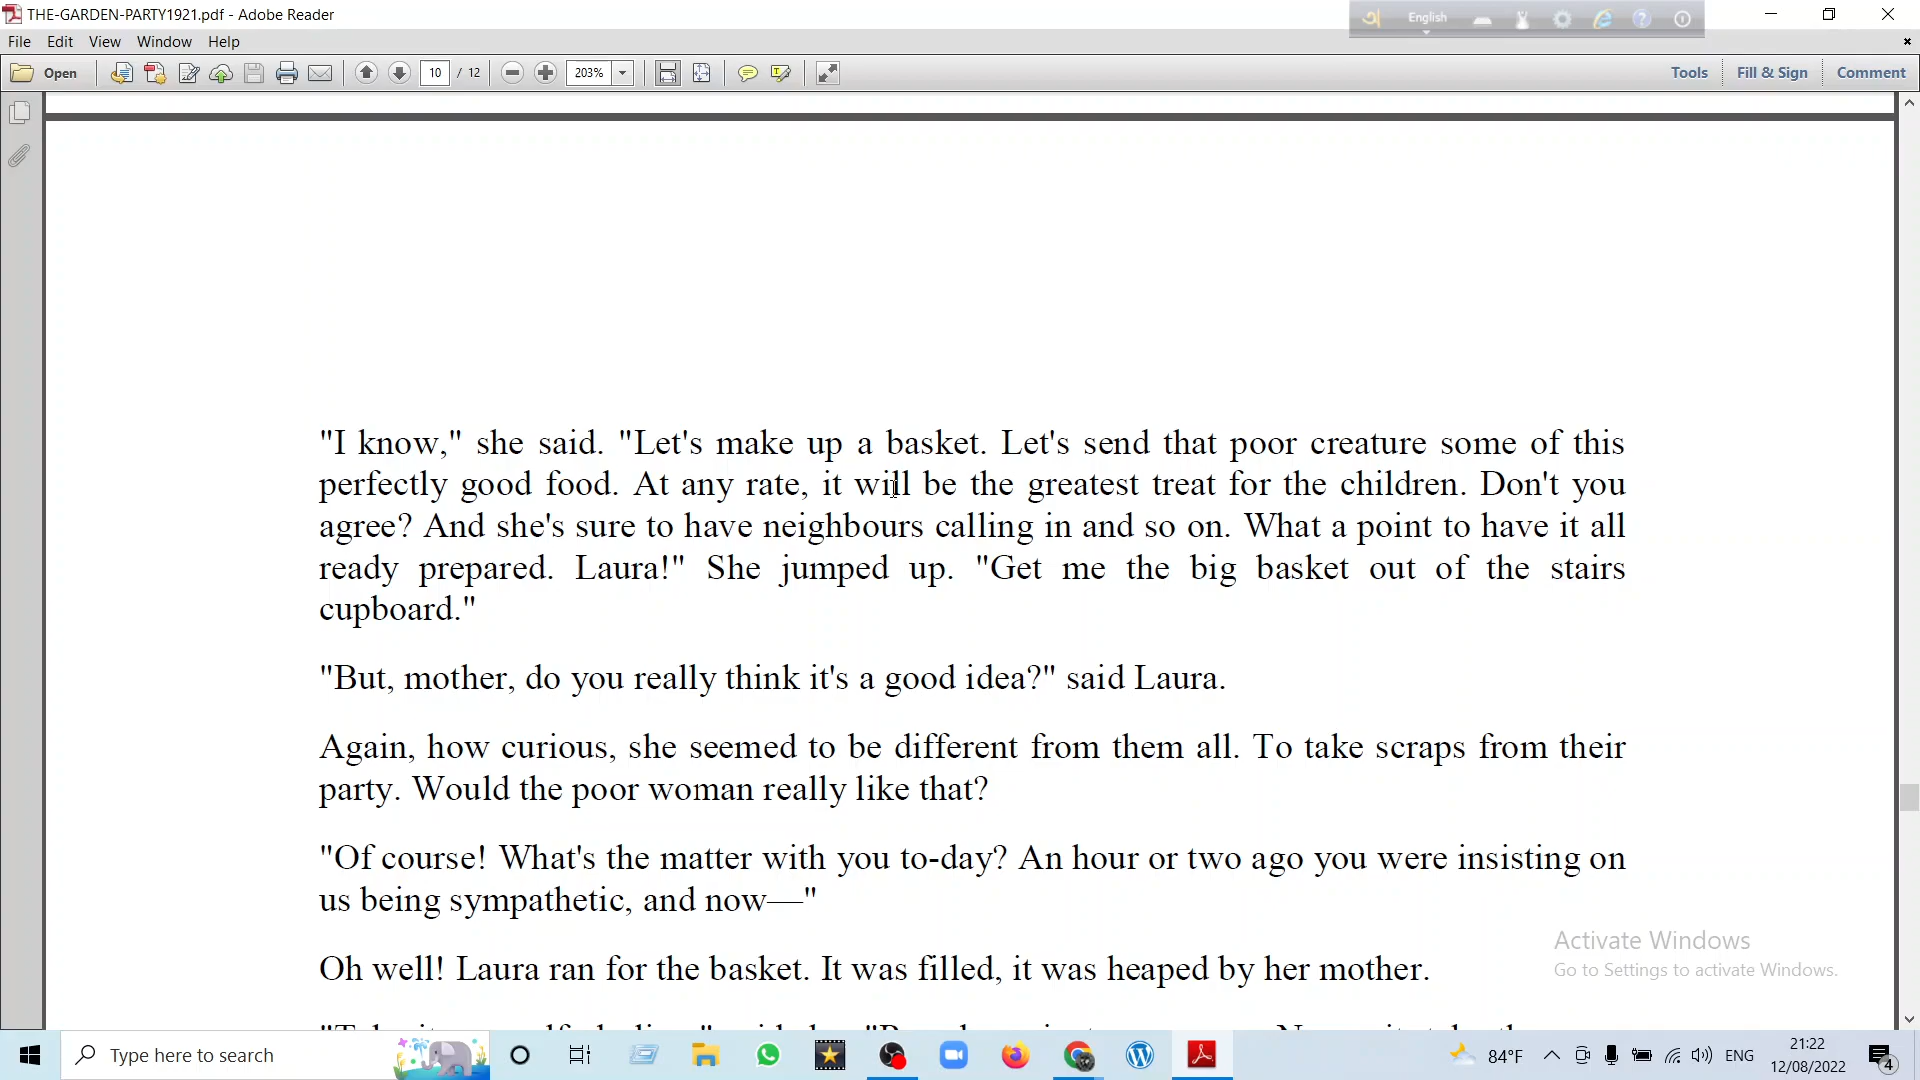 THE-GARDEN-PARTY1921.pdf - Adobe Reader
English
File Edit View Window Help
Open 10 / 12 203% Tools Fill & Sign Comment
"I know," she said. "Let's make up a basket. Let's send that poor creature some of this
perfectly good food. At any rate, it will be the greatest treat for the children. Don't you
agree? And she's sure to have neighbours calling in and so on. What a point to have it all
ready prepared. Laura!" She jumped up. "Get me the big basket out of the stairs
cupboard."
"But, mother, do you really think it's a good idea?" said Laura.
Again, how curious, she seemed to be different from them all. To take scraps from their
party. Would the poor woman really like that?
"Of course! What's the matter with you to-day? An hour or two ago you were insisting on
us being sympathetic, and now—"
Oh well! Laura ran for the basket. It was filled, it was heaped by her mother.
Activate Windows
Go to Settings to activate Windows.
Type here to search
84°F
ENG
21:22
12/08/2022
4